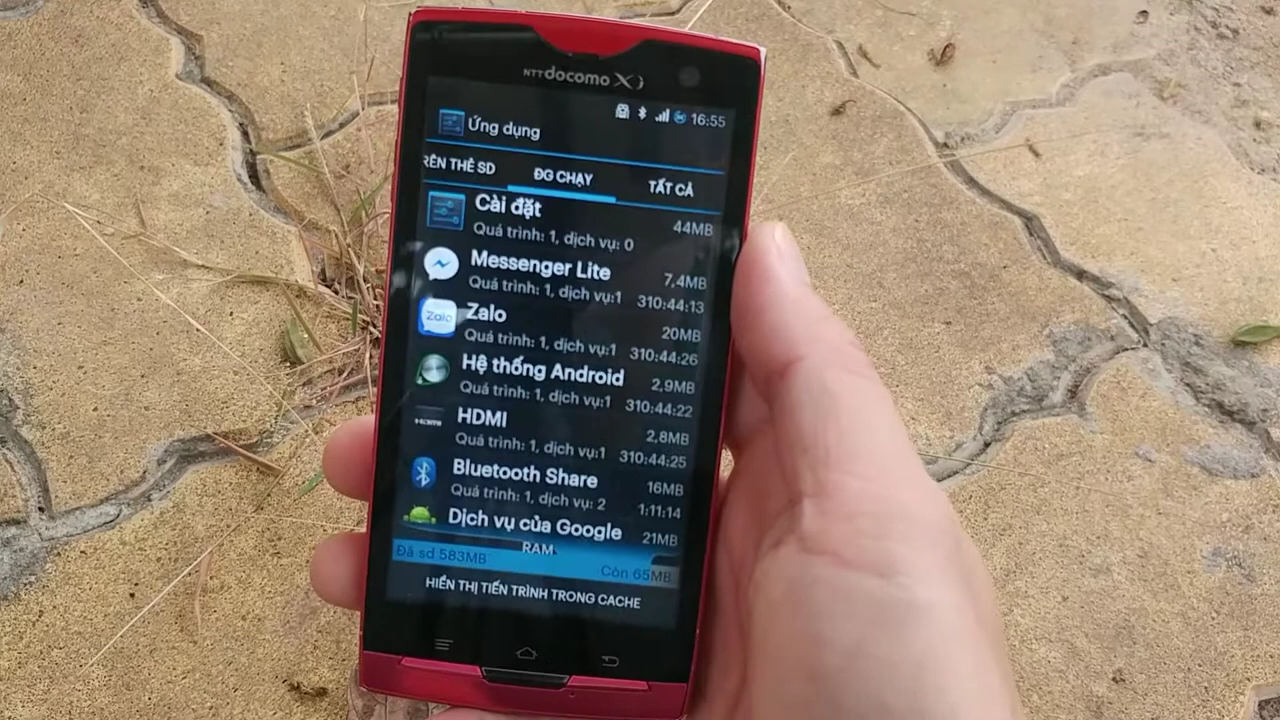 NTT docomo Xi
16:55
Ứng dụng
RÊN THẺ SD ĐG CHẠY TẤT CẢ
Cài đặt
44MB
Quá trình: 1, dịch vụ: 0
Messenger Lite
7,4MB
Quá trình: 1, dịch vụ:1 310:44:13
Zalo
Zalo
20MB
Quá trình: 1, dịch vụ:1 310:44:26
Hệ thống Android
2,9MB
Quá trình: 1, dịch vụ:1 310:44:22
HDMI
HDMI
2,8MB
Quá trình: 1, dịch vụ:1 310:44:25
Bluetooth Share
16MB
Quá trình: 1, dịch vụ: 2 1:11:14
Dịch vụ của Google
21MB
RAM
Đã sd 583MB Còn 65MB
HIỂN THỊ TIẾN TRÌNH TRONG CACHE